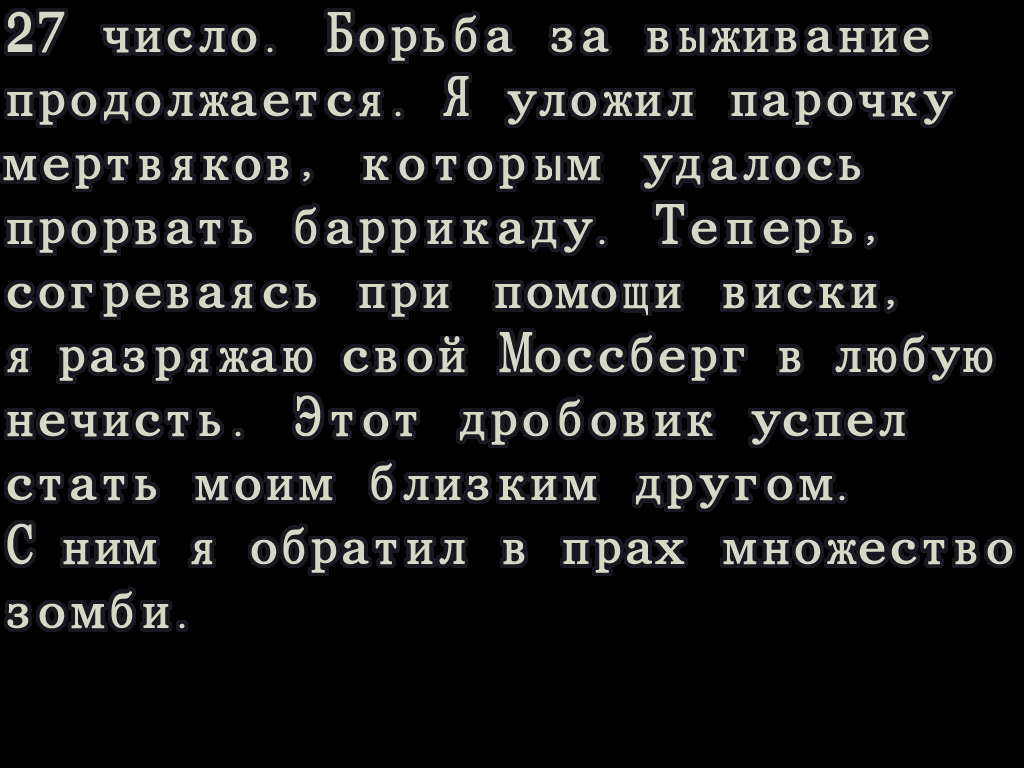 27 число. Борьба за выживание
продолжается. Я уложил парочку
мертвяков, которым удалось
прорвать баррикаду. Теперь,
согреваясь при помощи виски,
я разряжаю свой Моссберг в любую
нечисть. Этот дробовик успел
стать моим близким другом.
С ним я обратил в прах множество
зомби.